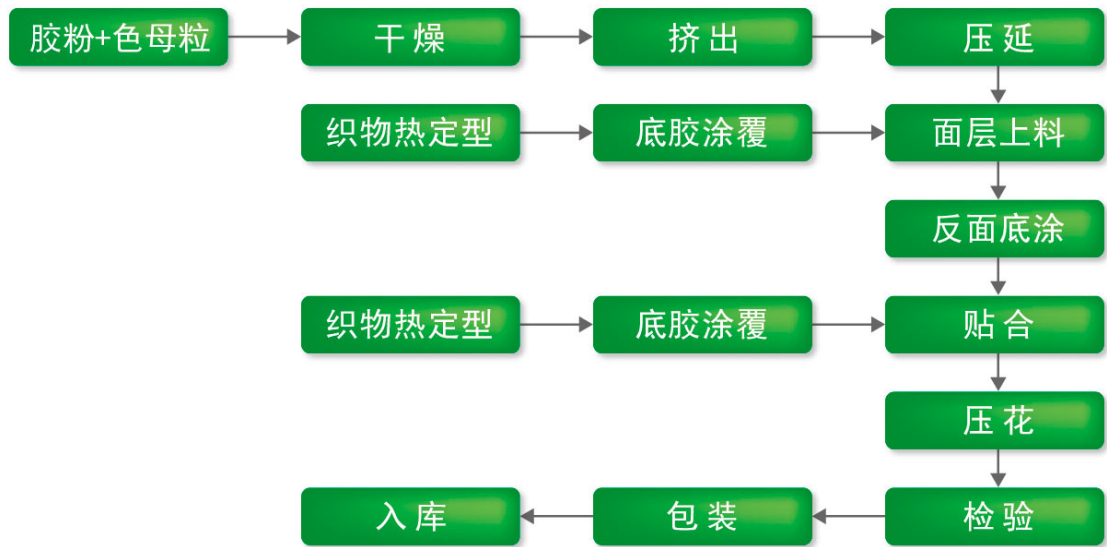 胶粉+色母粒
干燥
挤出
压延
织物热定型
底胶涂覆
面层上料
反面底涂
织物热定型
底胶涂覆
贴合
压花
入库
包装
检验